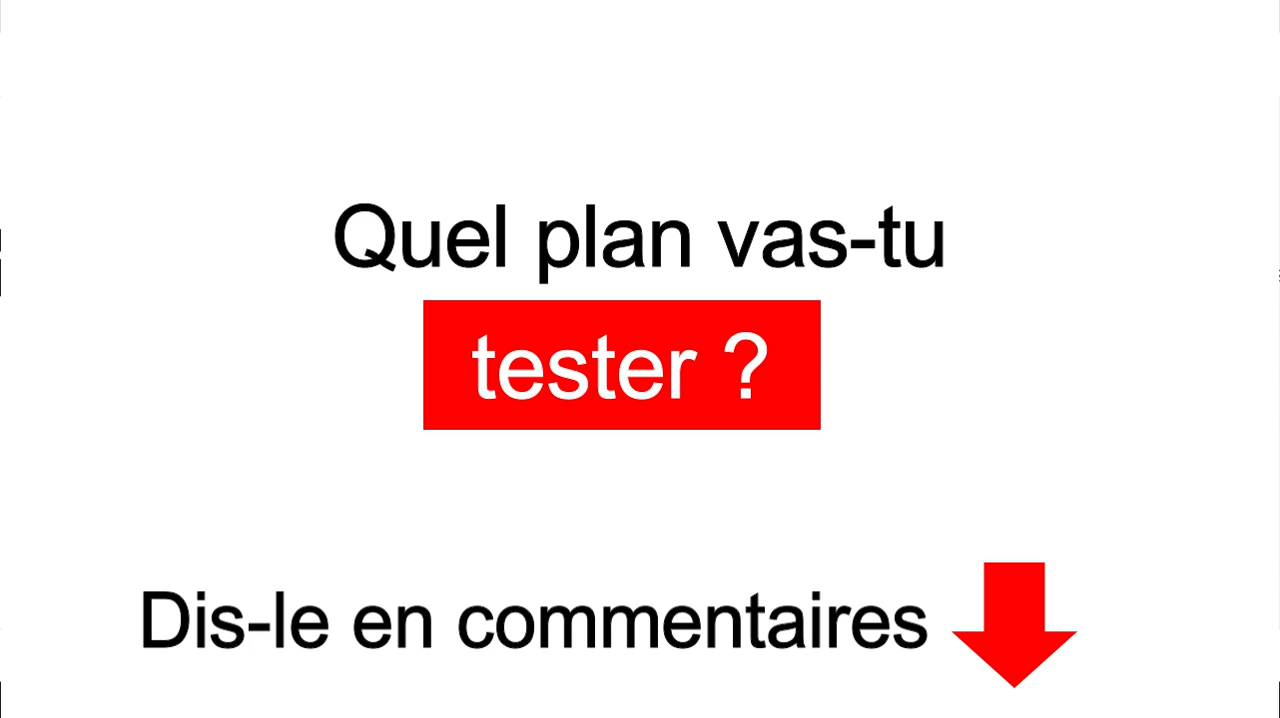 Quel plan vas-tu
tester ?
Dis-le en commentaires